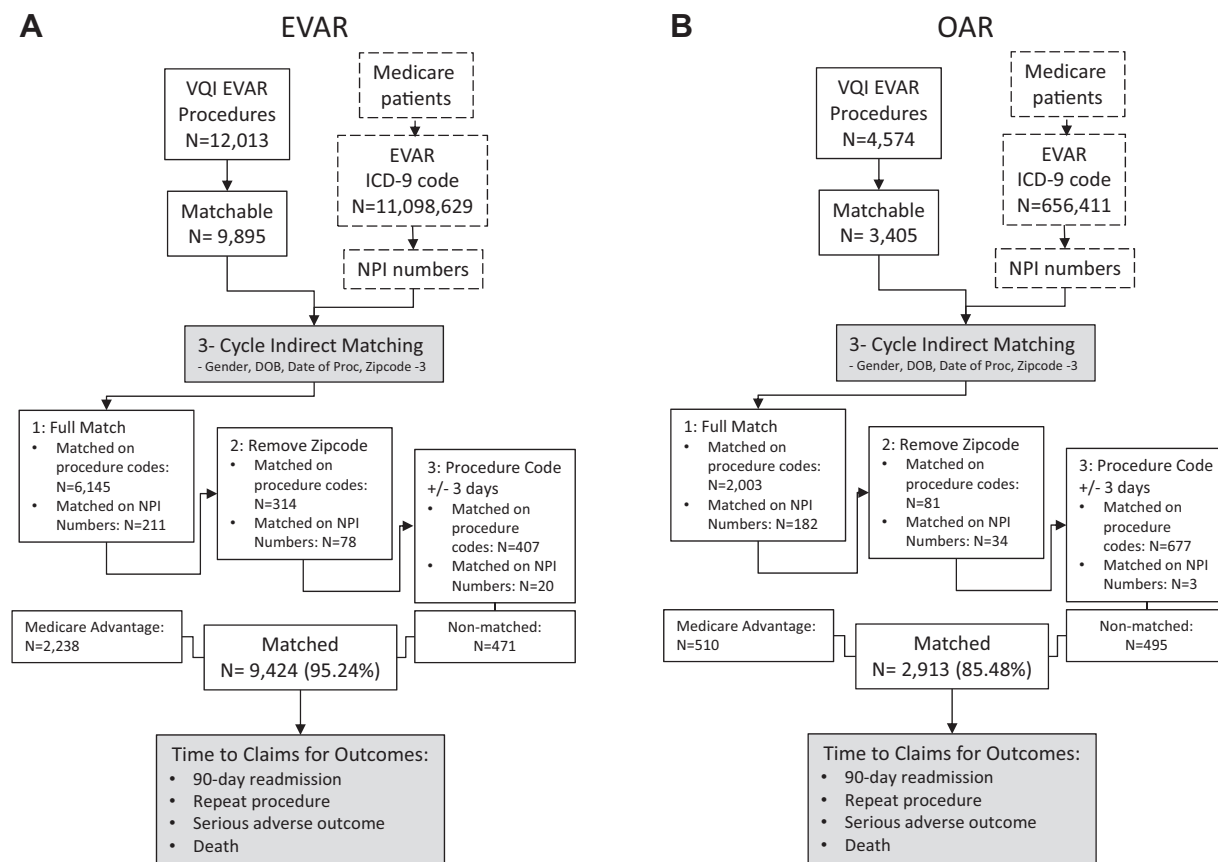 A
EVAR
VQI EVAR
Procedures
N=12,013
Medicare
patients
EVAR
ICD-9 code
N=11,098,629
Matchable
N= 9,895
NPI numbers
3- Cycle Indirect Matching
- Gender, DOB, Date of Proc, Zipcode -3
1: Full Match
• Matched on
procedure codes:
N=6,145
• Matched on NPI
Numbers: N=211
2: Remove Zipcode
• Matched on
procedure codes:
N=314
• Matched on NPI
Numbers: N=78
3: Procedure Code
+/- 3 days
• Matched on
procedure
codes: N=407
• Matched on NPI
Numbers: N=20
Medicare Advantage:
N=2,238
Matched
N= 9,424 (95.24%)
Non-matched:
N=471
Time to Claims for Outcomes:
• 90-day readmission
• Repeat procedure
• Serious adverse outcome
• Death
B
OAR
VQI EVAR
Procedures
N=4,574
Medicare
patients
EVAR
ICD-9 code
N=656,411
Matchable
N= 3,405
NPI numbers
3- Cycle Indirect Matching
- Gender, DOB, Date of Proc, Zipcode -3
1: Full Match
• Matched on
procedure codes:
N=2,003
• Matched on NPI
Numbers: N=182
2: Remove Zipcode
• Matched on
procedure codes:
N=81
• Matched on NPI
Numbers: N=34
3: Procedure Code
+/- 3 days
• Matched on
procedure
codes: N=677
• Matched on NPI
Numbers: N=3
Medicare Advantage:
N=510
Matched
N= 2,913 (85.48%)
Non-matched:
N=495
Time to Claims for Outcomes:
• 90-day readmission
• Repeat procedure
• Serious adverse outcome
• Death